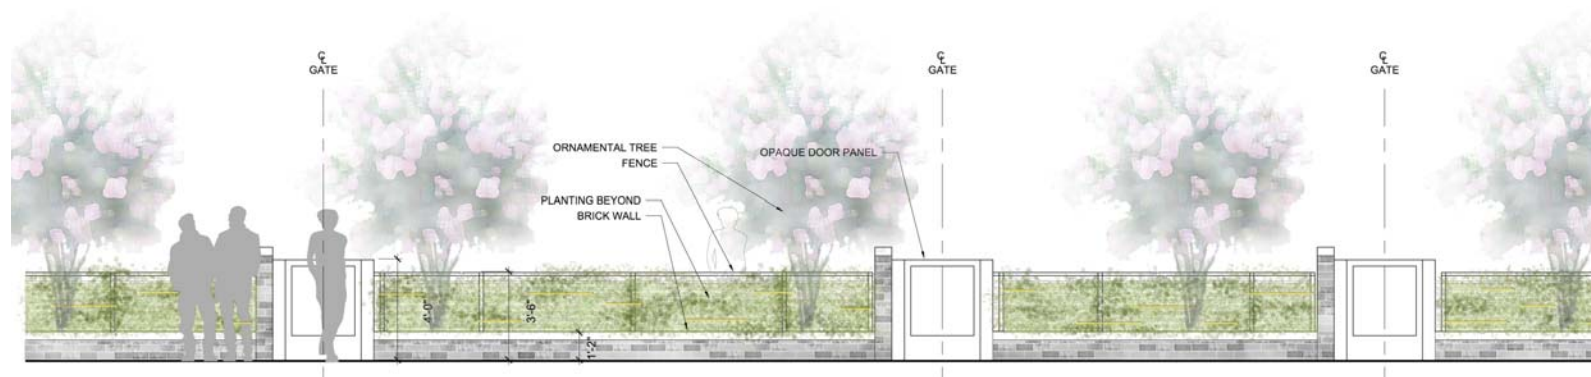 ℄
GATE
℄
GATE
℄
GATE
ORNAMENTAL TREE
FENCE
OPAQUE DOOR PANEL
PLANTING BEYOND
BRICK WALL
4'-0"
3'-6"
1'-2"